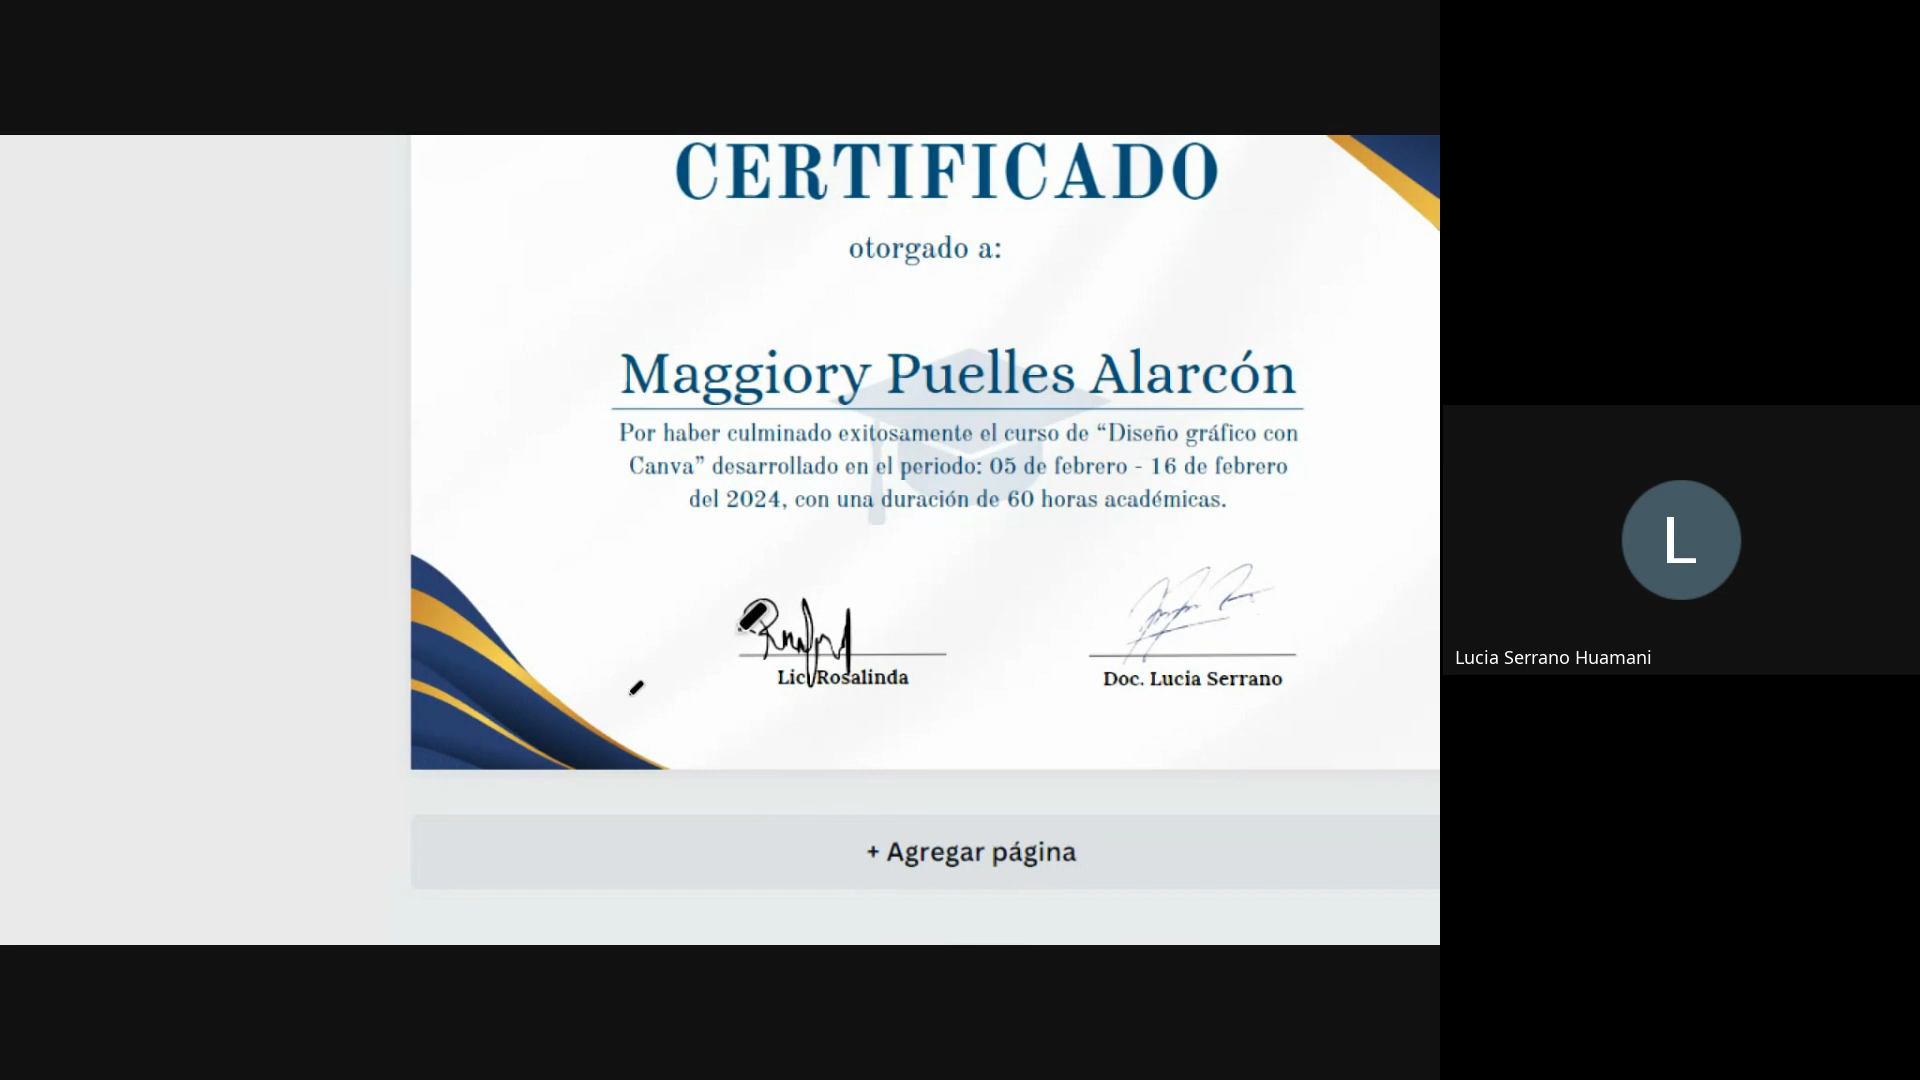 CERTIFICADO
otorgado a:
Maggiory Puelles Alarcón
Por haber culminado exitosamente el curso de “Diseño gráfico con
Canva” desarrollado en el periodo: 05 de febrero - 16 de febrero
del 2024, con una duración de 60 horas académicas.
Lic. Rosalinda
Doc. Lucia Serrano
+ Agregar página
L
Lucia Serrano Huamani